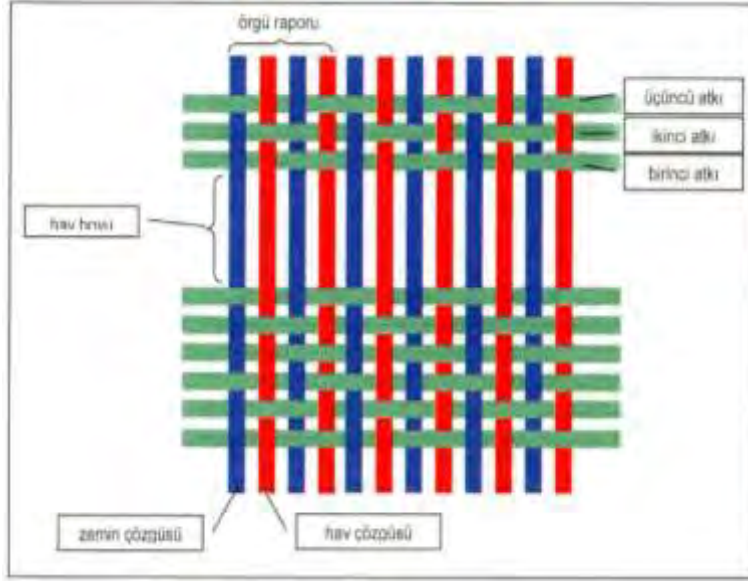 örgü raporu
üçüncü atkı
ikinci atkı
birinci atkı
hav boyu
zemin çözgüsü
hav çözgüsü